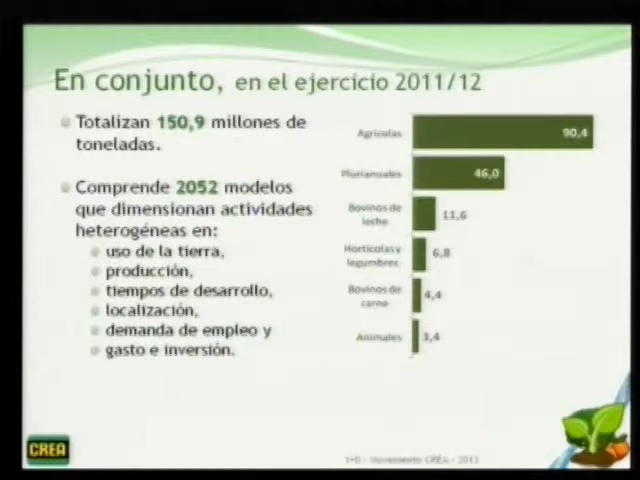 En conjunto, en el ejercicio 2011/12
Totalizan 150,9 millones de
toneladas.
Comprende 2052 modelos
que dimensionan actividades
heterogéneas en:
uso de la tierra,
producción,
tiempos de desarrollo,
localización,
demanda de empleo y
gasto e inversión.
Agrícolas 90,4
Plurianuales 46,0
Bovinos de
leche 11,6
Hortícolas y
legumbres 6,8
Bovinos de
carne 4,4
Animales 3,4
CREA
I+D - Movimiento CREA - 2013